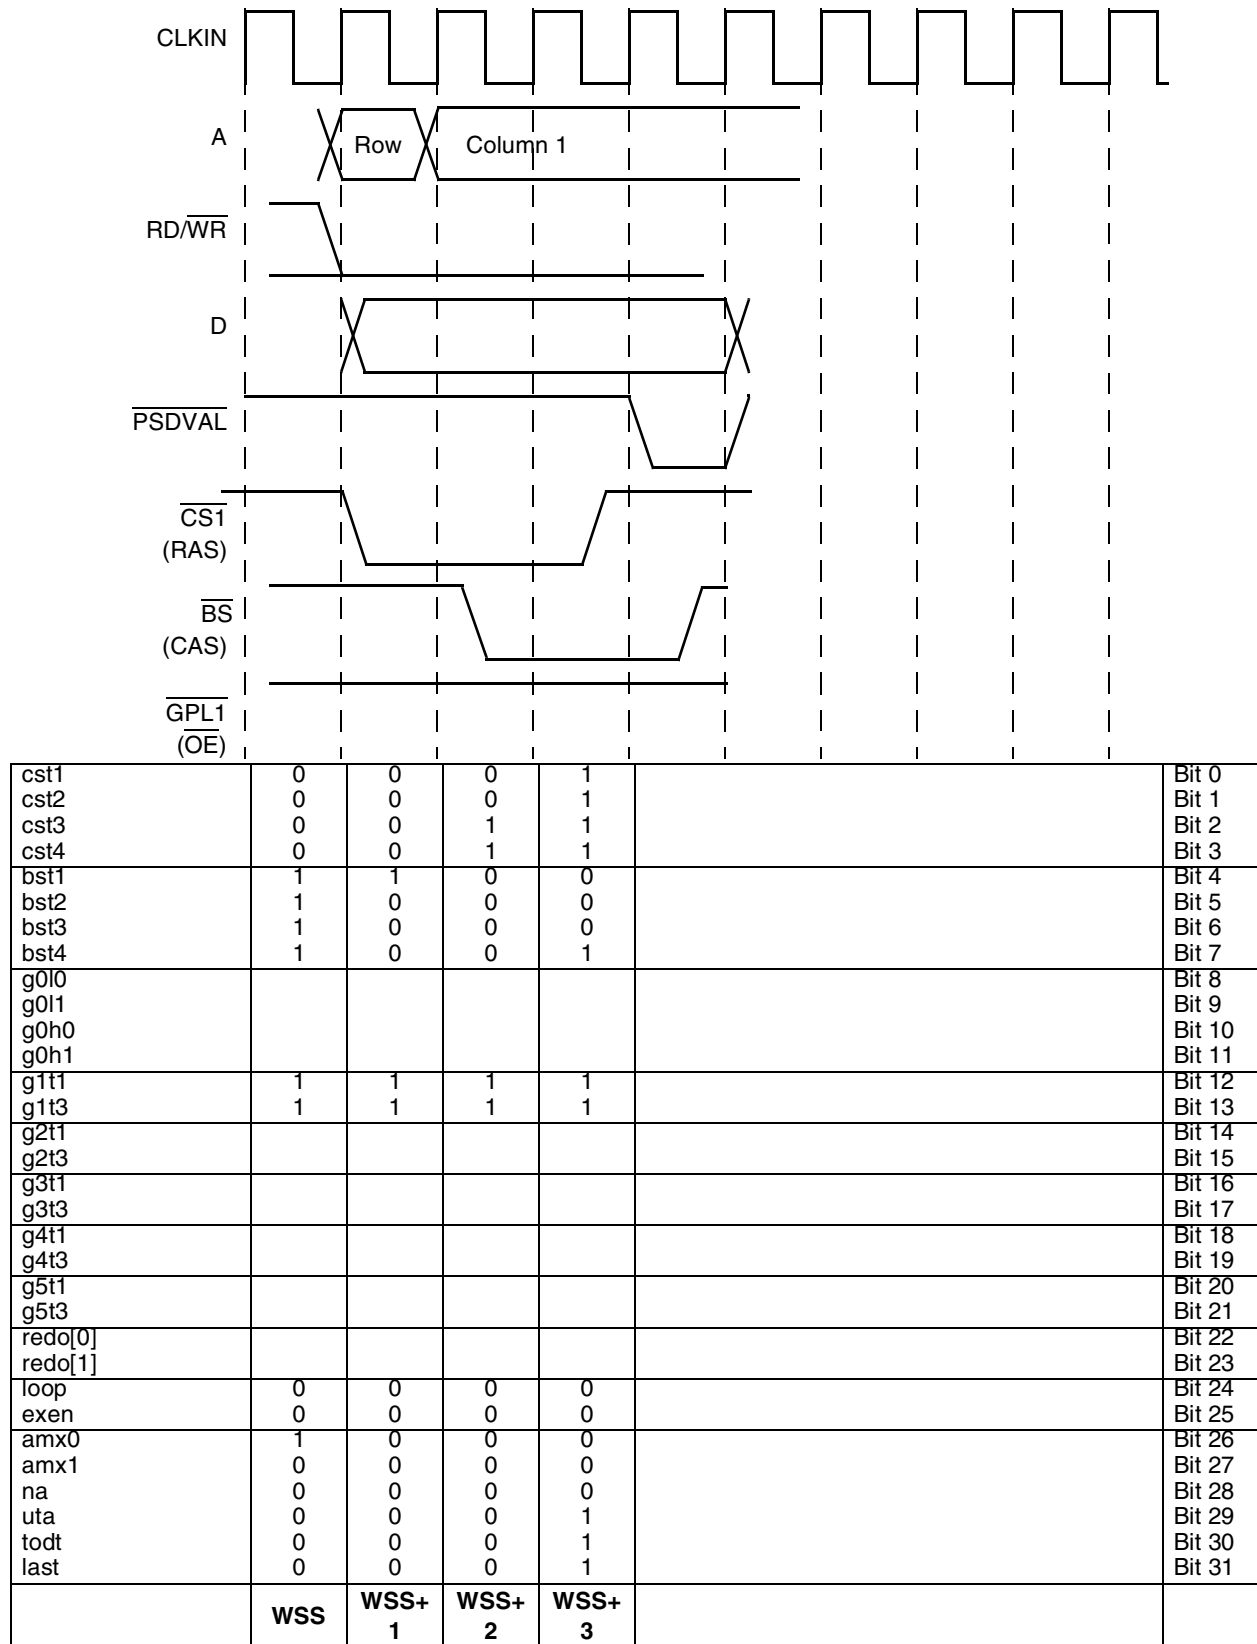 CLKIN
A Row Column 1
RD/WR
D
PSDVAL
CS1
(RAS)
BS
(CAS)
GPL1
(OE)
cst1 0 0 0 1 Bit 0
cst2 0 0 0 1 Bit 1
cst3 0 0 1 1 Bit 2
cst4 0 0 1 1 Bit 3
bst1 1 1 0 0 Bit 4
bst2 1 0 0 0 Bit 5
bst3 1 0 0 0 Bit 6
bst4 1 0 0 1 Bit 7
g0l0 Bit 8
g0l1 Bit 9
g0h0 Bit 10
g0h1 Bit 11
g1t1 1 1 1 1 Bit 12
g1t3 1 1 1 1 Bit 13
g2t1 Bit 14
g2t3 Bit 15
g3t1 Bit 16
g3t3 Bit 17
g4t1 Bit 18
g4t3 Bit 19
g5t1 Bit 20
g5t3 Bit 21
redo[0] Bit 22
redo[1] Bit 23
loop 0 0 0 0 Bit 24
exen 0 0 0 0 Bit 25
amx0 1 0 0 0 Bit 26
amx1 0 0 0 0 Bit 27
na 0 0 0 0 Bit 28
uta 0 0 0 1 Bit 29
todt 0 0 0 1 Bit 30
last 0 0 0 1 Bit 31
WSS WSS+ WSS+ WSS+
1 2 3